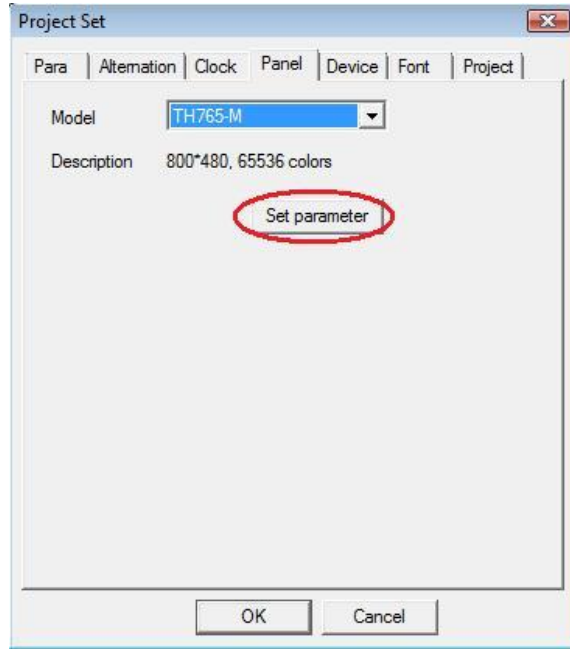 Project Set
Para Alternation Clock Panel Device Font Project
Model TH765-M
Description 800*480, 65536 colors
Set parameter
OK Cancel